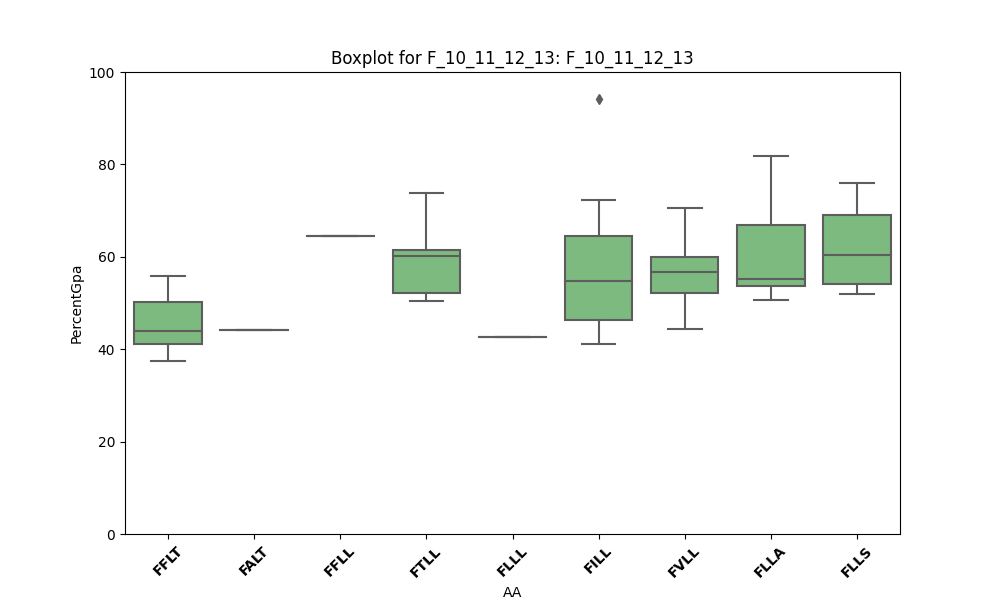 Boxplot for F_10_11_12_13: F_10_11_12_13
PercentGpa
100
80
60
40
20
0
FFLT FALT FFLL FTLL FLLL FILL FVLL FLLA FLLS
AA